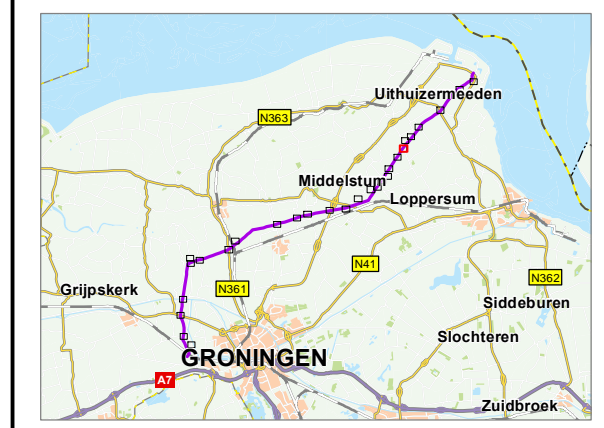 Uithuizermeeden
N363
Middelstum
Loppersum
N41
N362
Grijpskerk
N361
Siddeburen
Slochteren
GRONINGEN
A7
Zuidbroek